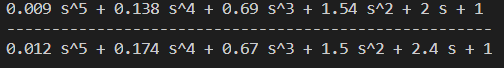 0.009 s^5 + 0.138 s^4 + 0.69 s^3 + 1.54 s^2 + 2 s + 1
-----------------------------------------------------
0.012 s^5 + 0.174 s^4 + 0.67 s^3 + 1.5 s^2 + 2.4 s + 1